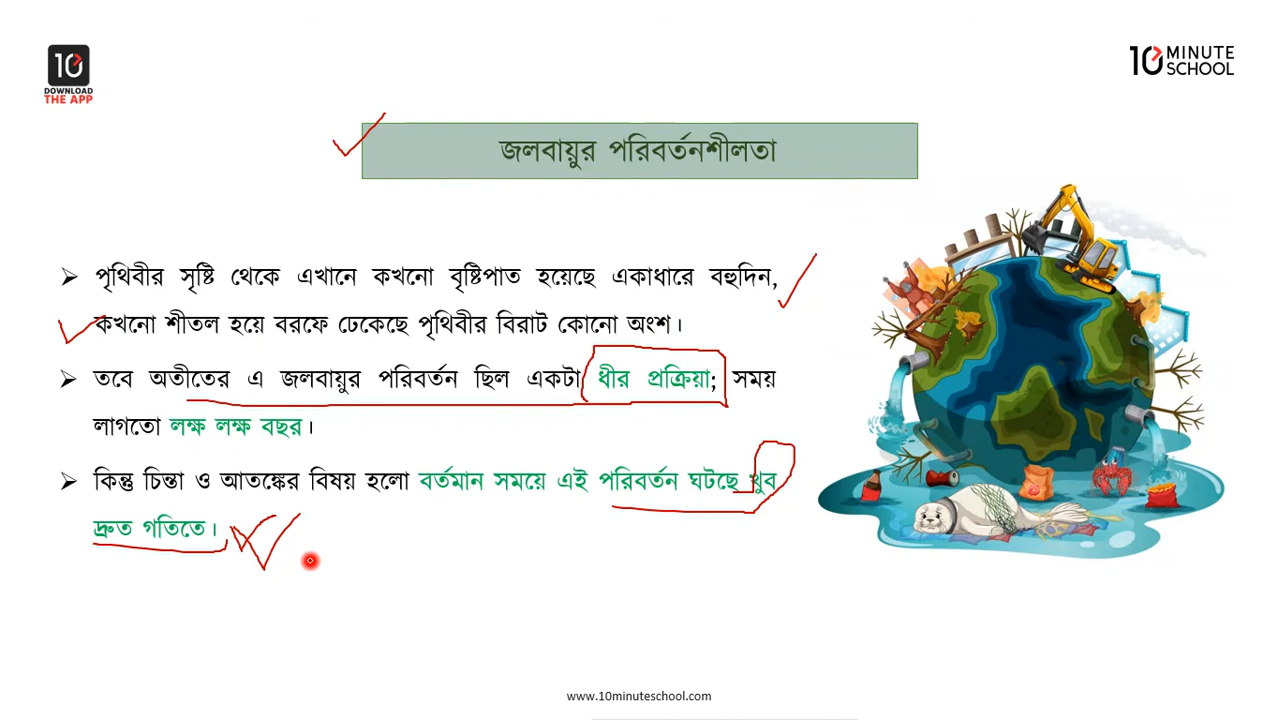 10
DOWNLOAD
THE APP
10 MINUTE
SCHOOL
জলবায়ুর পরিবর্তনশীলতা
➢ পৃথিবীর সৃষ্টি থেকে এখানে কখনো বৃষ্টিপাত হয়েছে একাধারে বহুদিন,
কখনো শীতল হয়ে বরফে ঢেকেছে পৃথিবীর বিরাট কোনো অংশ।
➢ তবে অতীতের এ জলবায়ুর পরিবর্তন ছিল একটা ধীর প্রক্রিয়া; সময়
লাগতো লক্ষ লক্ষ বছর।
➢ কিন্তু চিন্তা ও আতঙ্কের বিষয় হলো বর্তমান সময়ে এই পরিবর্তন ঘটছে খুব
দ্রুত গতিতে।
www.10minuteschool.com